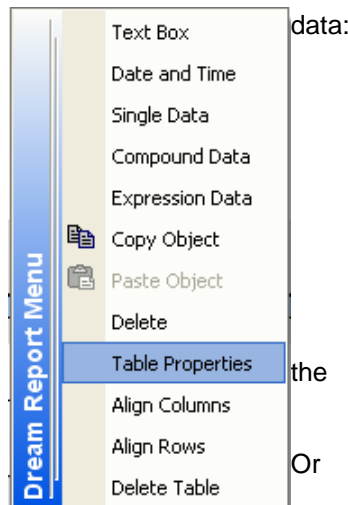 Text Box
data:
Date and Time
Single Data
Compound Data
Expression Data
Copy Object
Paste Object
Delete
Table Properties
the
Align Columns
Align Rows
Or
Delete Table
Dream Report Menu